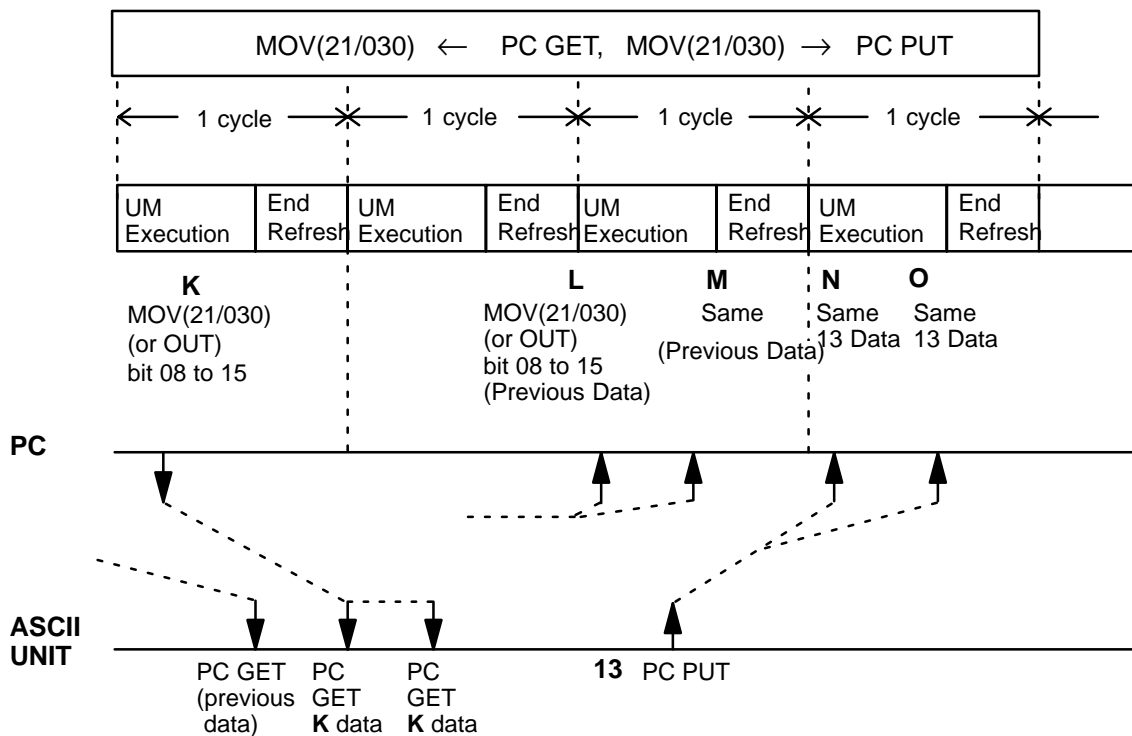 MOV(21/030) ← PC GET, MOV(21/030) → PC PUT
1 cycle 1 cycle 1 cycle 1 cycle
UM Execution
End Refresh
UM Execution
End Refresh
UM Execution
End Refresh
UM Execution
End Refresh
K
MOV(21/030)
(or OUT)
bit 08 to 15
L
MOV(21/030)
(or OUT)
bit 08 to 15
(Previous Data)
M
Same
(Previous Data)
N
Same
13 Data
O
Same
13 Data
PC
ASCII
UNIT
PC GET
(previous
data)
PC
GET
K data
PC
GET
K data
13 PC PUT